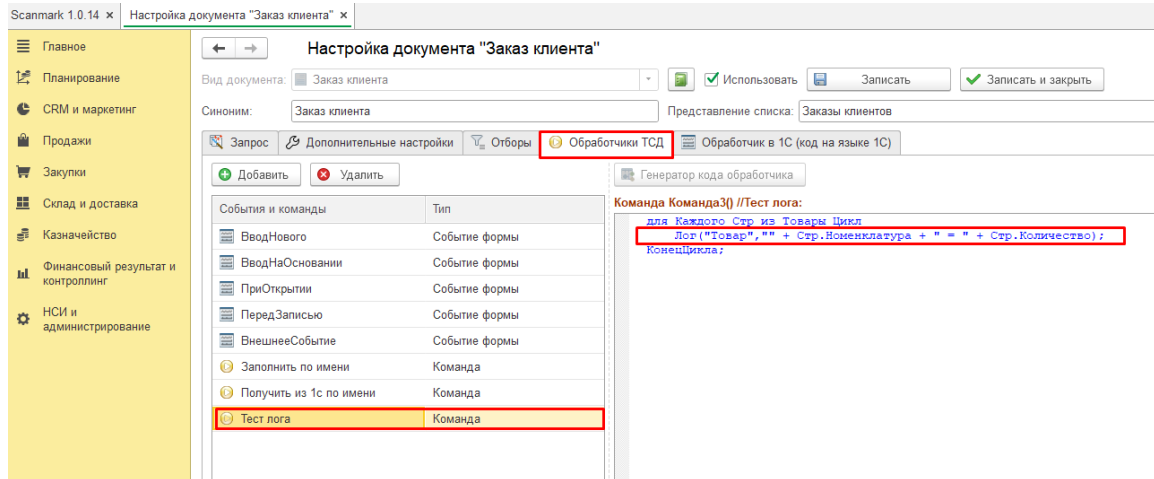 Scanmark 1.0.14 × Настройка документа "Заказ клиента" ×
Главное
Планирование
CRM и маркетинг
Продажи
Закупки
Склад и доставка
Казначейство
Финансовый результат и
контроллинг
НСИ и
администрирование
Настройка документа "Заказ клиента"
Вид документа: Заказ клиента Использовать Записать Записать и закрыть
Синоним: Заказ клиента Представление списка: Заказы клиентов
Запрос Дополнительные настройки Отборы Обработчики ТСД Обработчик в 1С (код на языке 1С)
Добавить Удалить
События и команды Тип
ВводНового Событие формы
ВводНаОсновании Событие формы
ПриОткрытии Событие формы
ПередЗаписью Событие формы
ВнешнееСобытие Событие формы
Заполнить по имени Команда
Получить из 1с по имени Команда
Тест лога Команда
Генератор кода обработчика
Команда Команда3() //Тест лога:
для Каждого Стр из Товары Цикл
Лог("Товар","" + Стр.Номенклатура + " = " + Стр.Количество);
КонецЦикла;